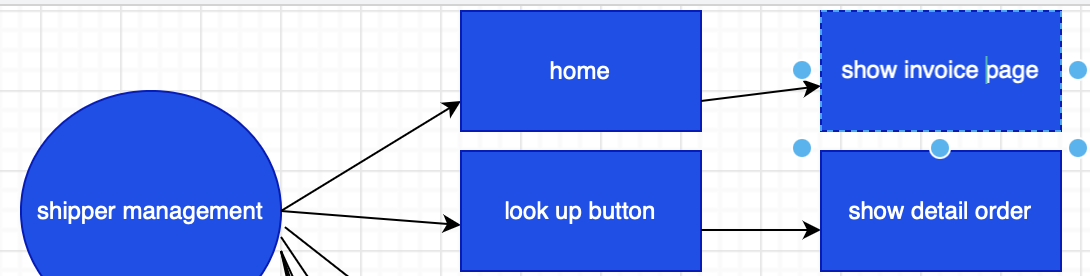 home
show invoice page
shipper management
look up button
show detail order